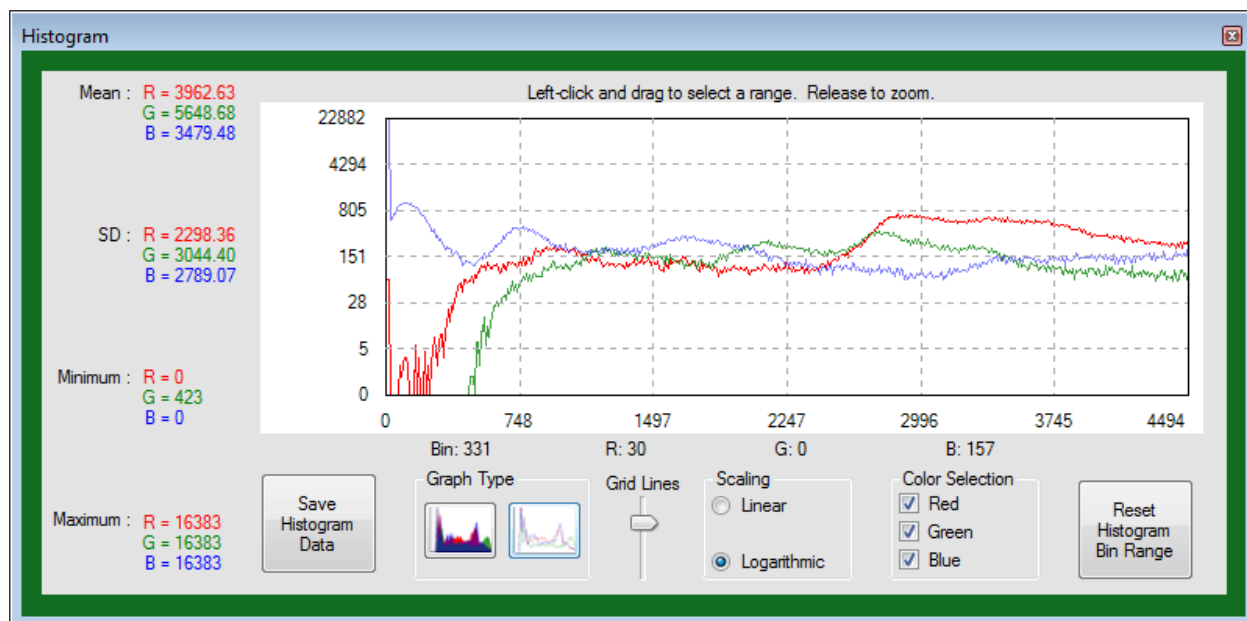 Histogram
Left-click and drag to select a range. Release to zoom.
Mean : R = 3962.63
G = 5648.68
B = 3479.48
SD : R = 2298.36
G = 3044.40
B = 2789.07
Minimum : R = 0
G = 423
B = 0
Maximum : R = 16383
G = 16383
B = 16383
22882
4294
805
151
28
5
0
0 748 1497 2247 2996 3745 4494
Bin: 331 R: 30 G: 0 B: 157
Save
Histogram
Data
Graph Type
Grid Lines
Scaling
Linear
Logarithmic
Color Selection
Red
Green
Blue
Reset
Histogram
Bin Range